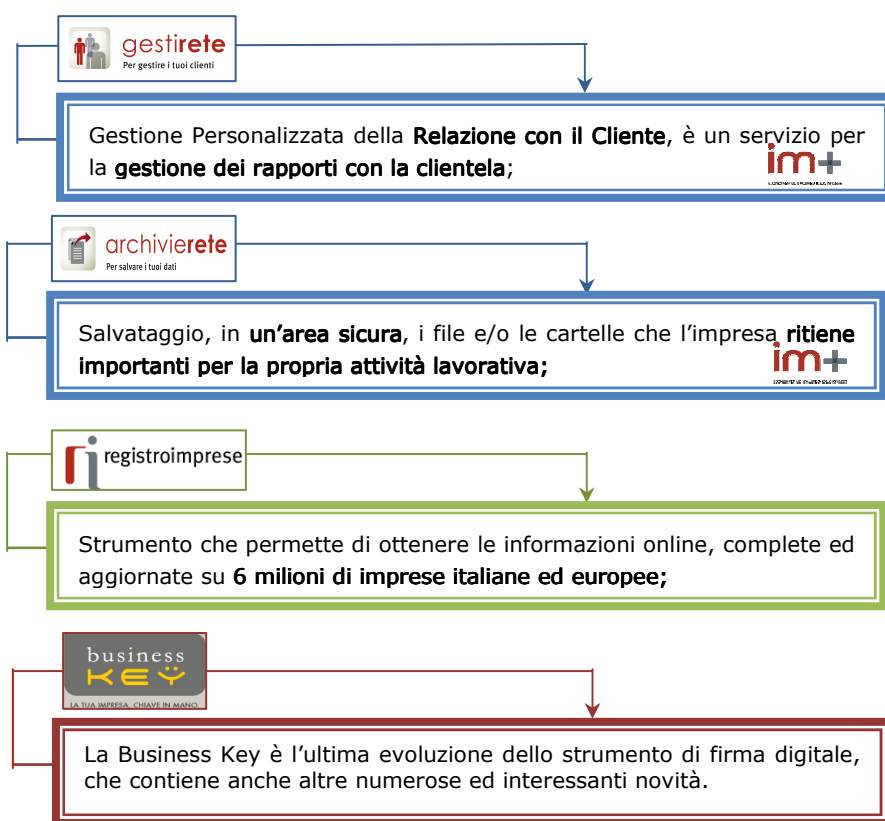 gestirete
Per gestire i tuoi clienti
Gestione Personalizzata della Relazione con il Cliente, è un servizio per
la gestione dei rapporti con la clientela;
im+
archivierete
Per salvare i tuoi dati
Salvataggio, in un’area sicura, i file e/o le cartelle che l’impresa ritiene
importanti per la propria attività lavorativa;
im+
ri registroimprese
Strumento che permette di ottenere le informazioni online, complete ed
aggiornate su 6 milioni di imprese italiane ed europee;
business
KEY
LA TUA IMPRESA, CHIAVE IN MANO
La Business Key è l’ultima evoluzione dello strumento di firma digitale,
che contiene anche altre numerose ed interessanti novità.